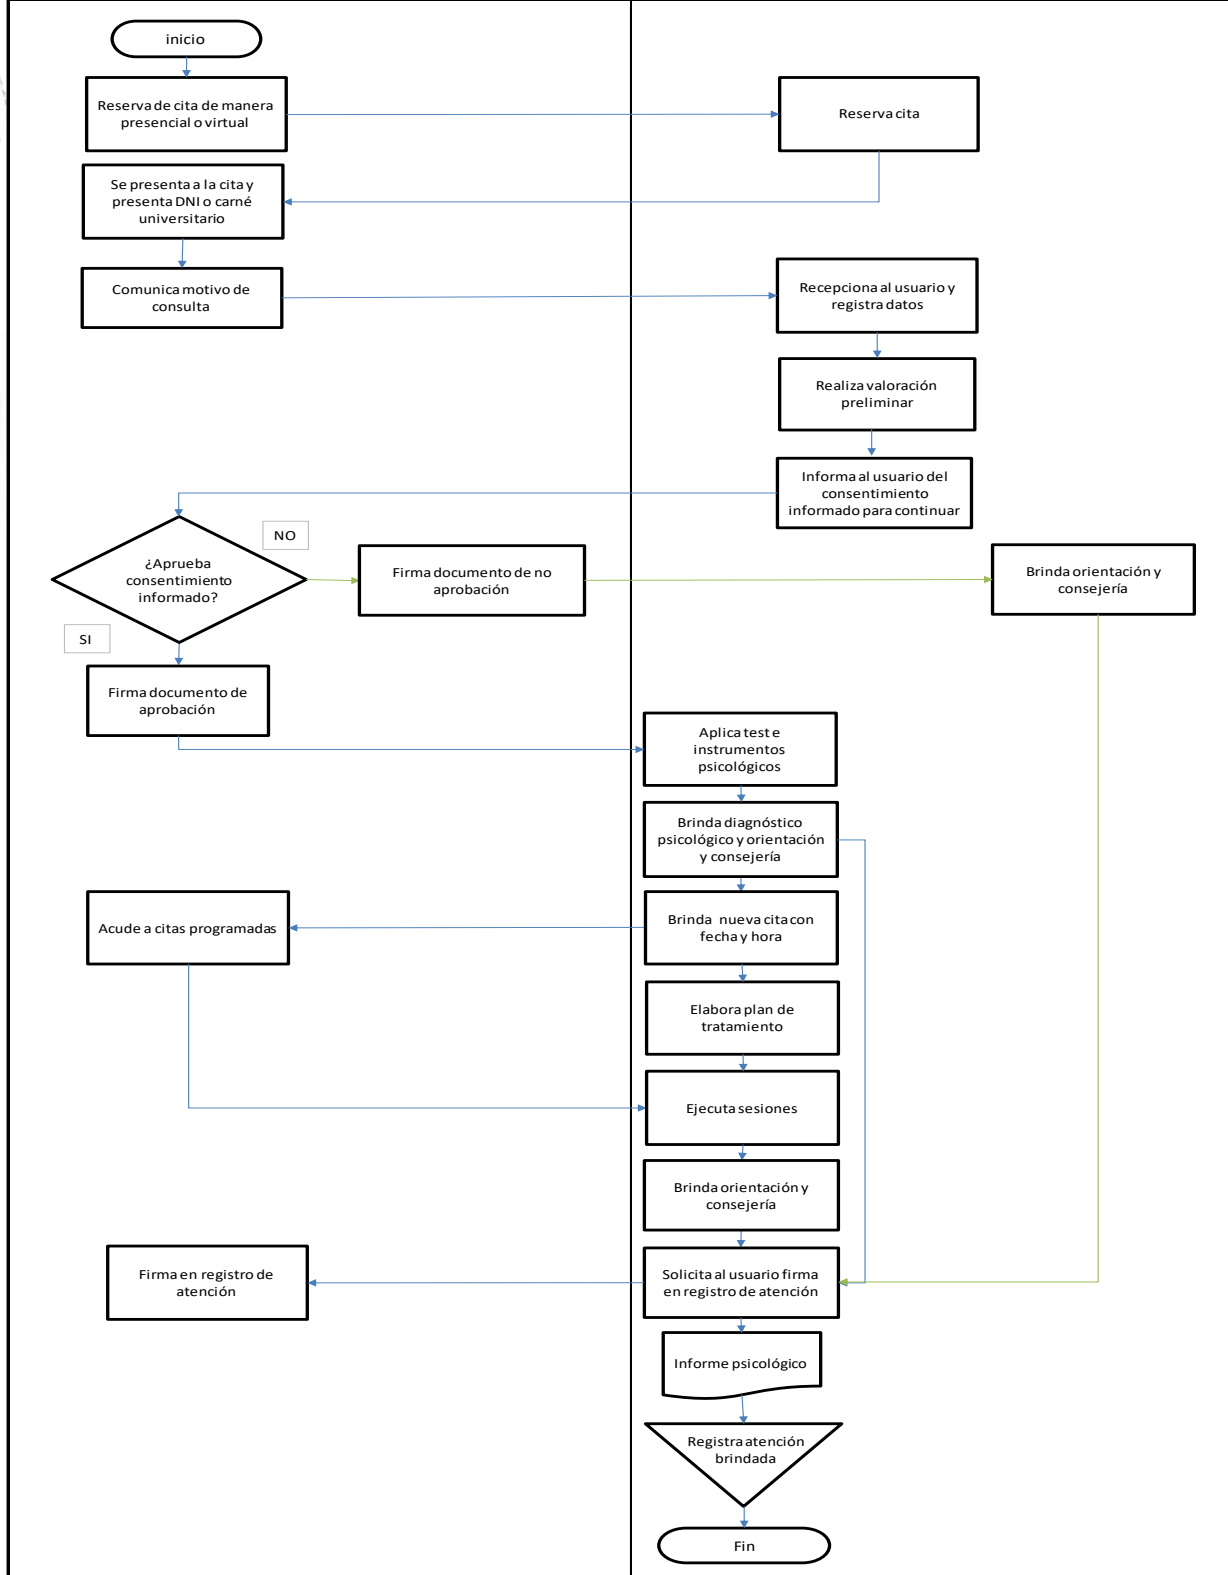 inicio
Reserva de cita de manera
presencial o virtual
Reserva cita
Se presenta a la cita y
presenta DNI o carné
universitario
Comunica motivo de
consulta
Recepciona al usuario y
registra datos
Realiza valoración
preliminar
Informa al usuario del
consentimiento
informado para continuar
¿Aprueba
consentimiento
informado?
NO
Firma documento de no
aprobación
Brinda orientación y
consejería
SI
Firma documento de
aprobación
Aplica test e
instrumentos
psicológicos
Brinda diagnóstico
psicológico y orientación
y consejería
Brinda nueva cita con
fecha y hora
Acude a citas programadas
Elabora plan de
tratamiento
Ejecuta sesiones
Brinda orientación y
consejería
Solicita al usuario firma
en registro de atención
Firma en registro de
atención
Informe psicológico
Registra atención
brindada
Fin